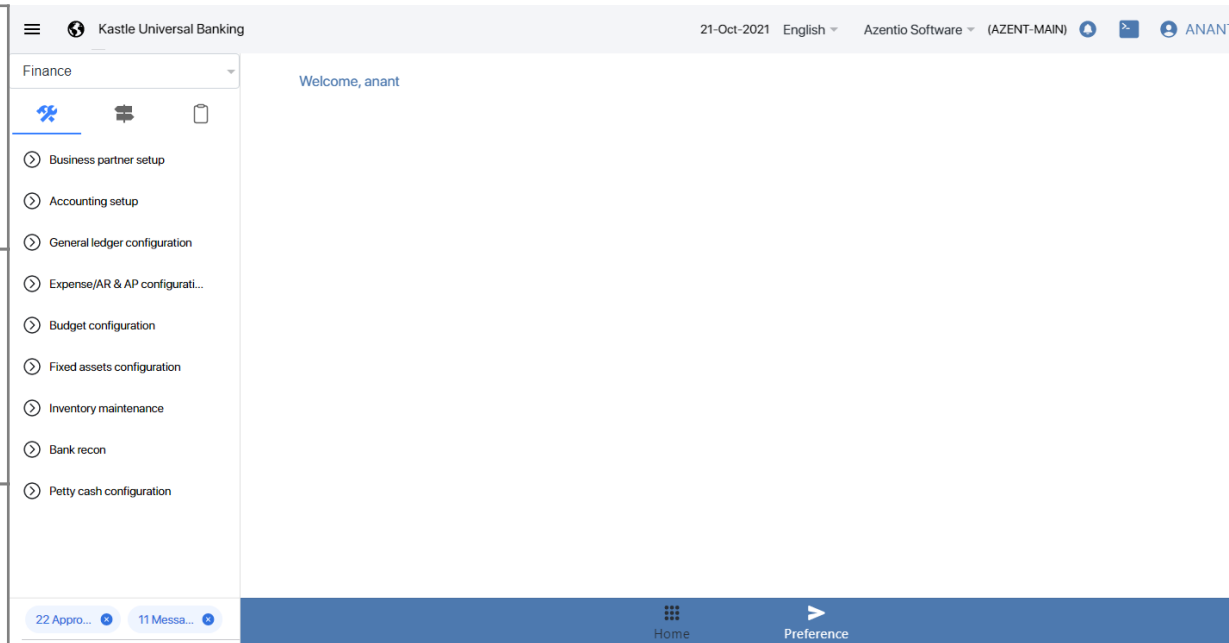 Kastle Universal Banking
21-Oct-2021 English Azentio Software (AZENT-MAIN) ANANT
Finance
Welcome, anant
Business partner setup
Accounting setup
General ledger configuration
Expense/AR & AP configurati...
Budget configuration
Fixed assets configuration
Inventory maintenance
Bank recon
Petty cash configuration
22 Appro... 11 Messa...
Home Preference